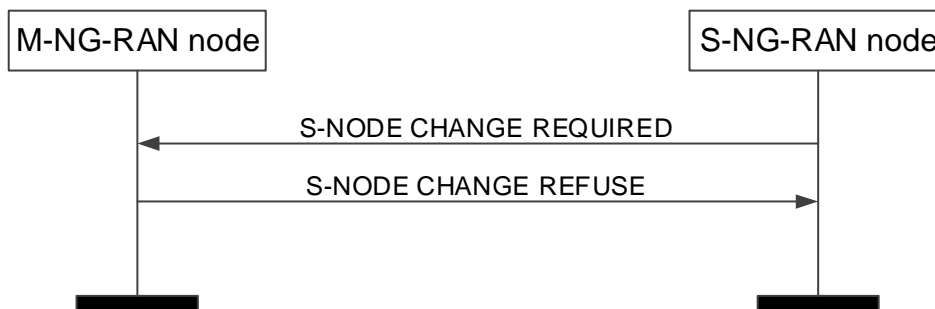 M-NG-RAN node
S-NG-RAN node
S-NODE CHANGE REQUIRED
S-NODE CHANGE REFUSE